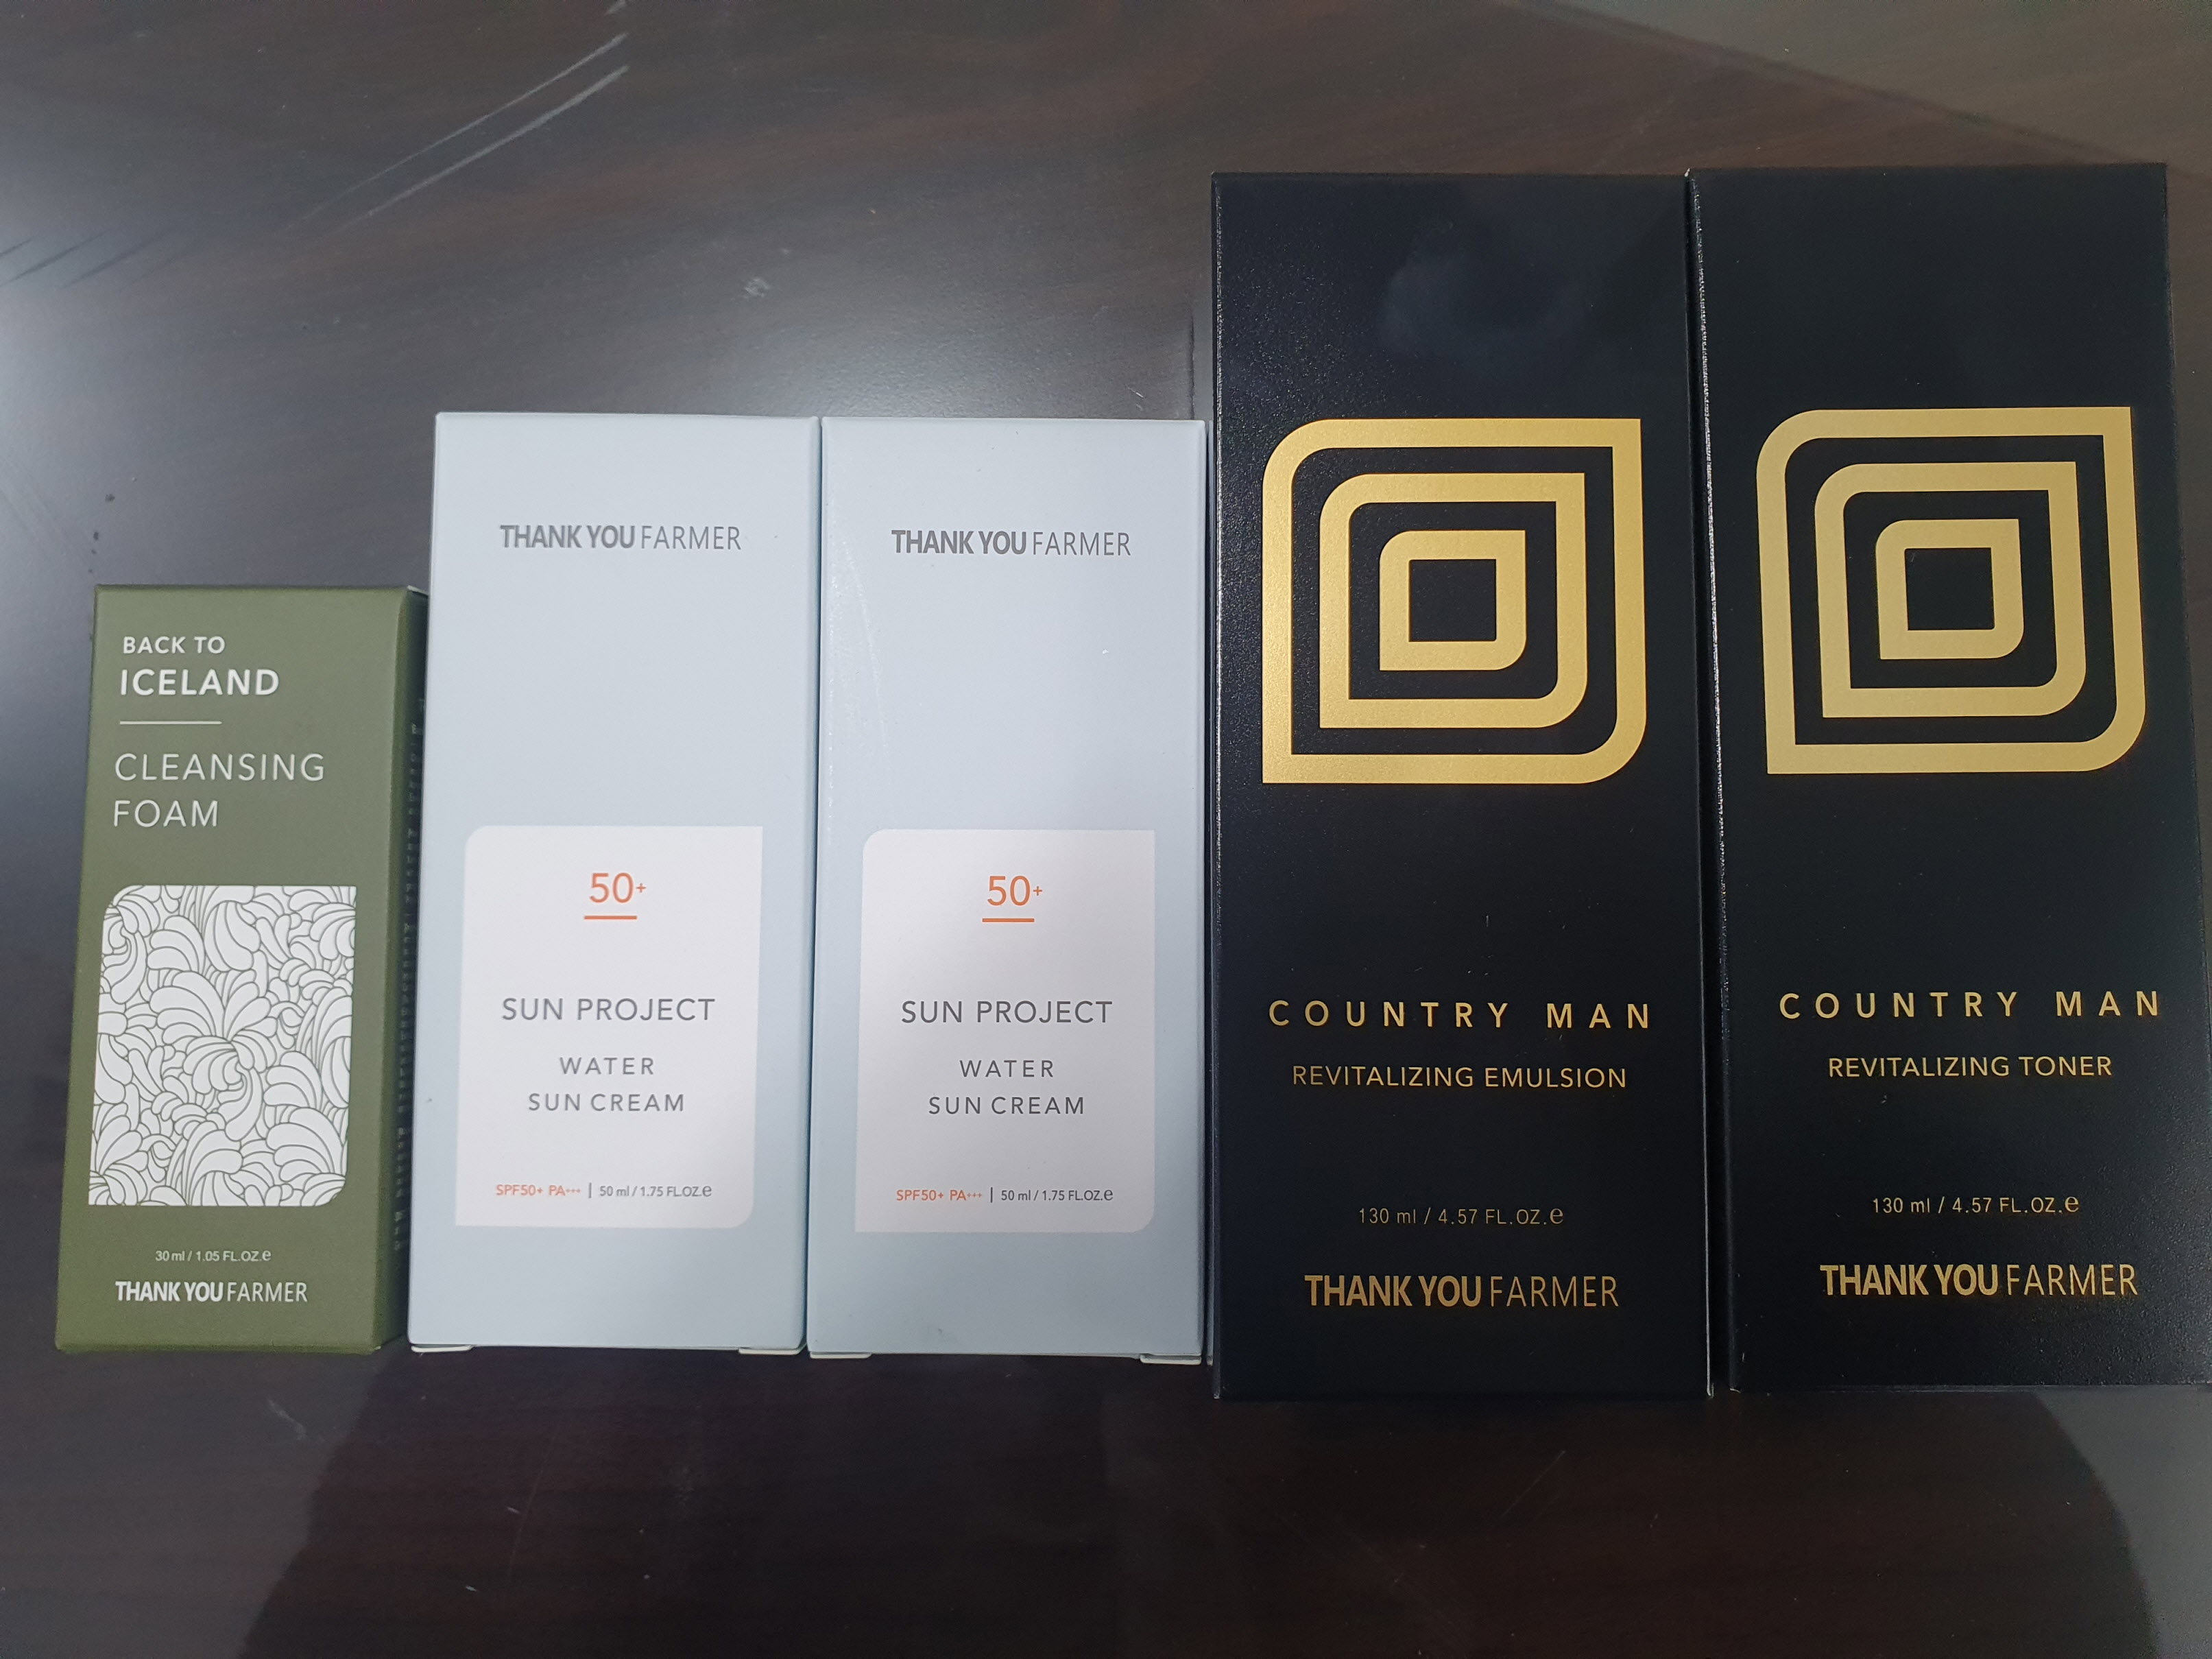 BACK TO
ICELAND
CLEANSING
FOAM
30 ml / 1.05 FL.OZ.e
THANK YOU FARMER
THANK YOU FARMER
50+
SUN PROJECT
WATER
SUN CREAM
SPF50+ PA+++ | 50 ml / 1.75 FL.OZ.e
THANK YOU FARMER
50+
SUN PROJECT
WATER
SUN CREAM
SPF50+ PA+++ | 50 ml / 1.75 FL.OZ.e
COUNTRY MAN
REVITALIZING EMULSION
130 ml / 4.57 FL.OZ.e
THANK YOU FARMER
COUNTRY MAN
REVITALIZING TONER
130 ml / 4.57 FL.OZ.e
THANK YOU FARMER